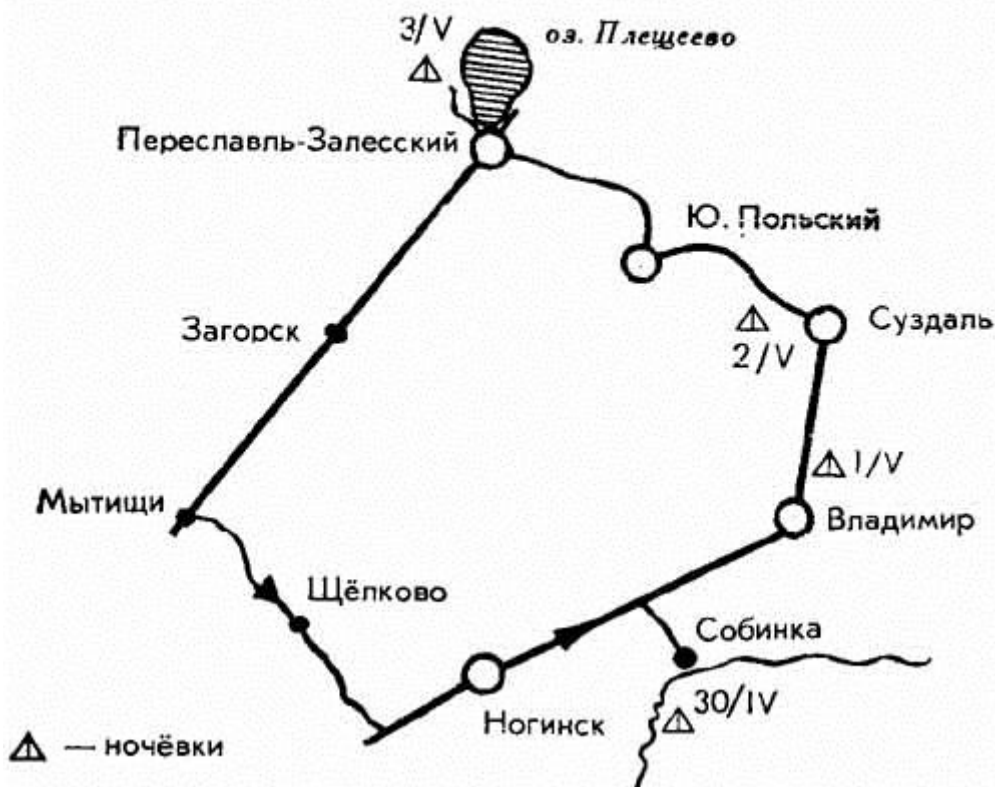 3/V
оз. Плещеево
Переславль-Залесский
Ю. Польский
Загорск
Суздаль
2/V
1/V
Мытищи
Владимир
Щёлково
Собинка
30/IV
Ногинск
— ночёвки